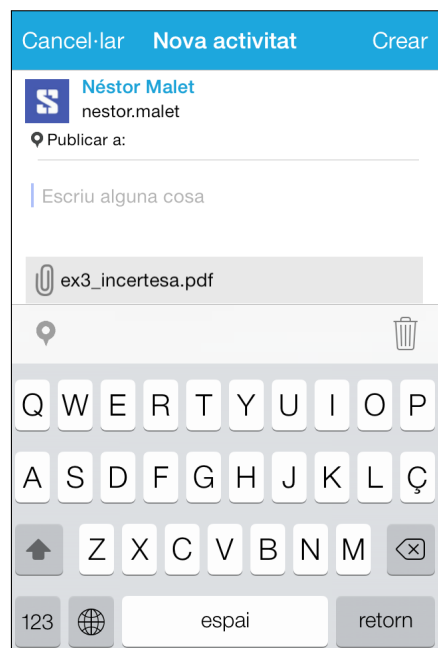 Cancel·lar Nova activitat Crear
Néstor Malet
nestor.malet
Publicar a:
Escriu alguna cosa
ex3_incertesa.pdf
Q W E R T Y U I O P
A S D F G H J K L Ç
Z X C V B N M
123 espai retorn